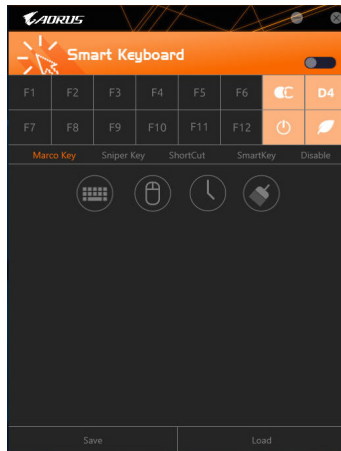 AORUS
Smart Keyboard
F1 F2 F3 F4 F5 F6 D4
F7 F8 F9 F10 F11 F12
Marco Key Sniper Key ShortCut SmartKey Disable
Save Load